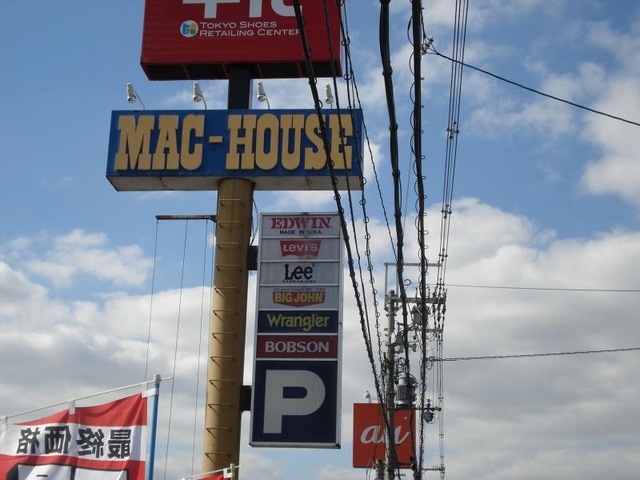 TOKYO SHOES
RETAILING CENTER
MAC-HOUSE
EDWIN
MADE IN U.S.A
LEVI'S
Lee
BIG JOHN
Wrangler
BOBSON
P
au
最終価格